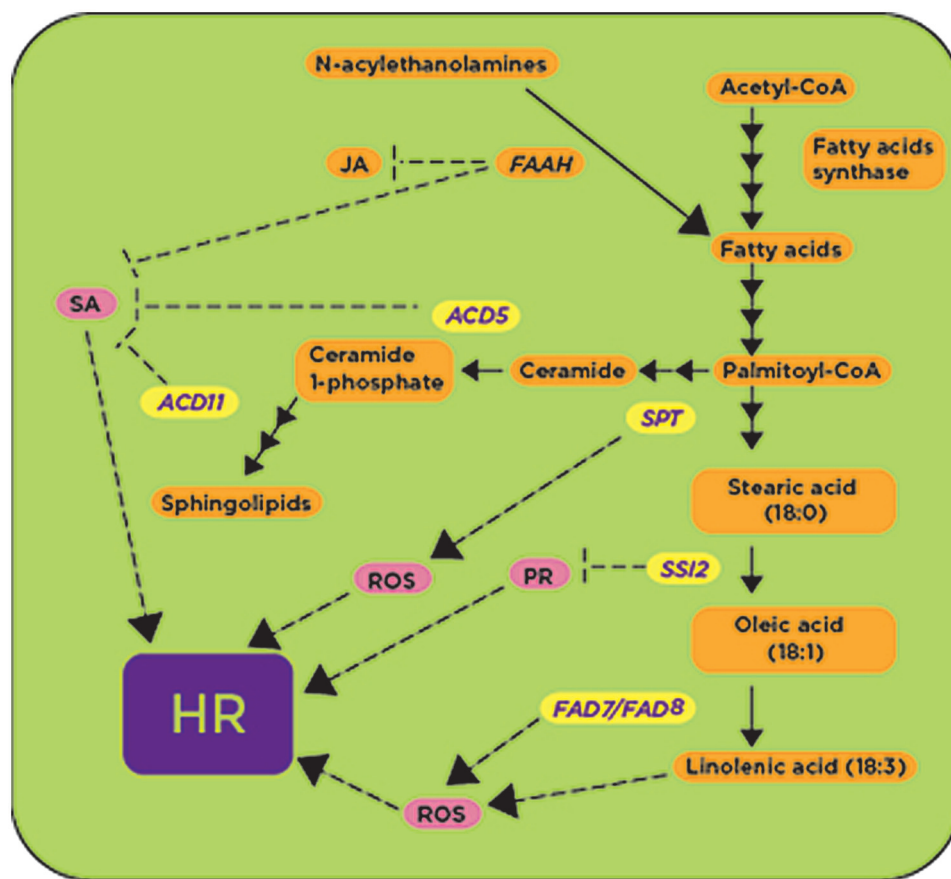 N-acylethanolamines
Acetyl-CoA
Fatty acids
synthase
JA
FAAH
Fatty acids
SA
ACD5
Ceramide
1-phosphate
Ceramide
Palmitoyl-CoA
ACD11
SPT
Sphingolipids
Stearic acid
(18:0)
ROS
PR
SSI2
Oleic acid
(18:1)
HR
FAD7/FAD8
Linolenic acid (18:3)
ROS